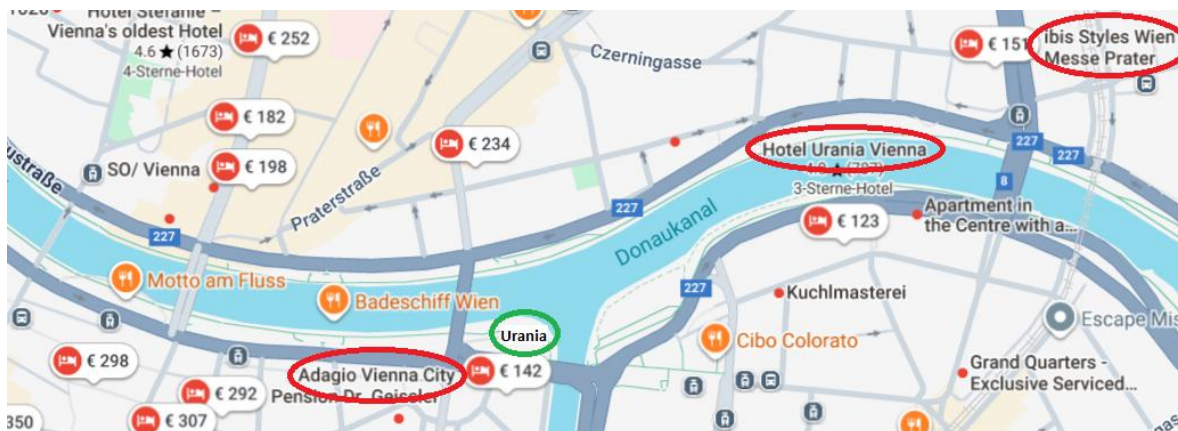 Hotel Stefanie –
Vienna's oldest Hotel
4.6 ★ (1673)
4-Sterne-Hotel
€ 252
Czerningasse
€ 151
ibis Styles Wien
Messe Prater
€ 182
€ 234
Hotel Urania Vienna
3-Sterne-Hotel
227
227
227
8
SO/ Vienna
€ 198
Praterstraße
227
227
Donaukanal
€ 123
Apartment in
the Centre with a...
Motto am Fluss
Badeschiff Wien
227
Kuchlmasterei
Urania
Cibo Colorato
Escape Mis
€ 298
€ 292
Adagio Vienna City
€ 142
Pension Dr. Geissler
€ 307
350
Grand Quarters -
Exclusive Serviced...